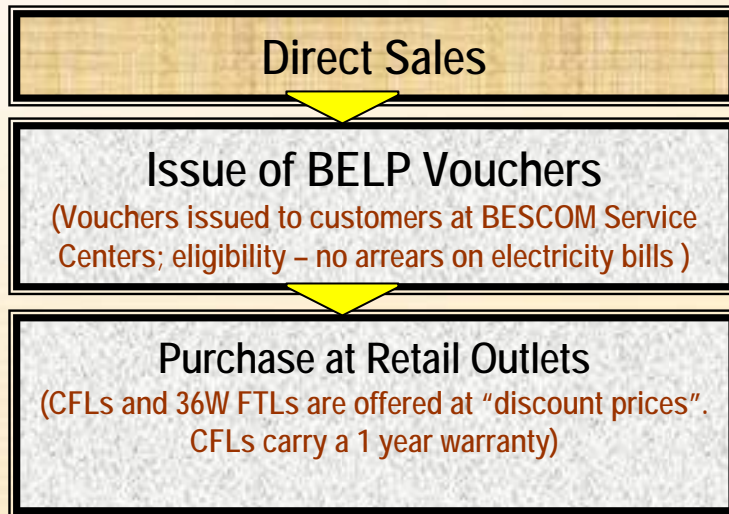 Direct Sales
Issue of BELP Vouchers
(Vouchers issued to customers at BESCOM Service
Centers; eligibility – no arrears on electricity bills )
Purchase at Retail Outlets
(CFLs and 36W FTLs are offered at “discount prices”.
CFLs carry a 1 year warranty)